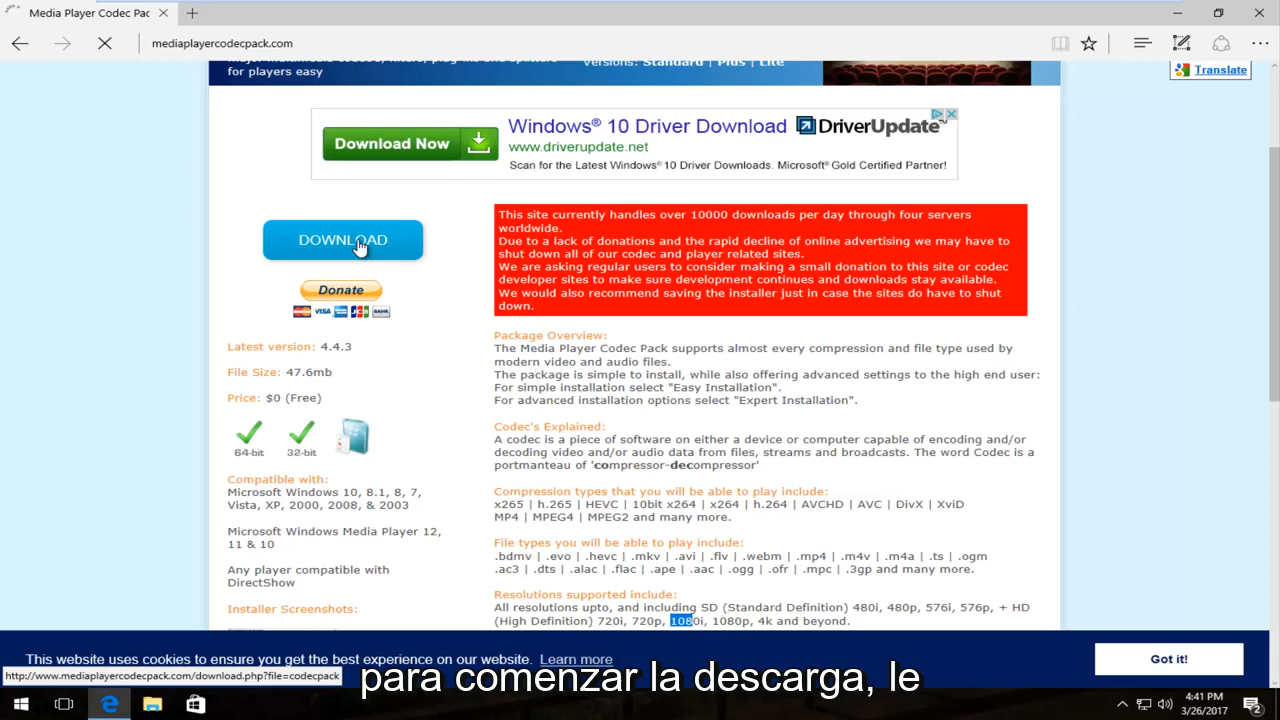 Media Player Codec Pac
mediaplayercodecpack.com
for players easy
Versions: Standard | Plus | Lite
Translate
Download Now
Windows® 10 Driver Download
DriverUpdate
www.driverupdate.net
Scan for the Latest Windows® 10 Driver Downloads. Microsoft® Gold Certified Partner!
DOWNLOAD
Donate
VISA
JCB
BANK
Latest version: 4.4.3
File Size: 47.6mb
Price: $0 (Free)
64-bit
32-bit
Compatible with:
Microsoft Windows 10, 8.1, 8, 7,
Vista, XP, 2000, 2008, & 2003
Microsoft Windows Media Player 12,
11 & 10
Any player compatible with
DirectShow
Installer Screenshots:
This site currently handles over 10000 downloads per day through four servers
worldwide.
Due to a lack of donations and the rapid decline of online advertising we may have to
shut down all of our codec and player related sites.
We are asking regular users to consider making a small donation to this site or codec
developer sites to make sure development continues and downloads stay available.
We would also recommend saving the installer just in case the sites do have to shut
down.
Package Overview:
The Media Player Codec Pack supports almost every compression and file type used by
modern video and audio files.
The package is simple to install, while also offering advanced settings to the high end user:
For simple installation select "Easy Installation".
For advanced installation options select "Expert Installation".
Codec's Explained:
A codec is a piece of software on either a device or computer capable of encoding and/or
decoding video and/or audio data from files, streams and broadcasts. The word Codec is a
portmanteau of 'compressor-decompressor'
Compression types that you will be able to play include:
x265 | h.265 | HEVC | 10bit x264 | x264 | h.264 | AVCHD | AVC | DivX | XviD
MP4 | MPEG4 | MPEG2 and many more.
File types you will be able to play include:
.bdmv | .evo | .hevc | .mkv | .avi | .flv | .webm | .mp4 | .m4v | .m4a | .ts | .ogm
.ac3 | .dts | .alac | .flac | .ape | .aac | .ogg | .ofr | .mpc | .3gp and many more.
Resolutions supported include:
All resolutions upto, and including SD (Standard Definition) 480i, 480p, 576i, 576p, + HD
(High Definition) 720i, 720p, 1080i, 1080p, 4k and beyond.
This website uses cookies to ensure you get the best experience on our website. Learn more
Got it!
http://www.mediaplayercodecpack.com/download.php?file=codecpack
para comenzar la descarga, le
4:41 PM
3/26/2017
2